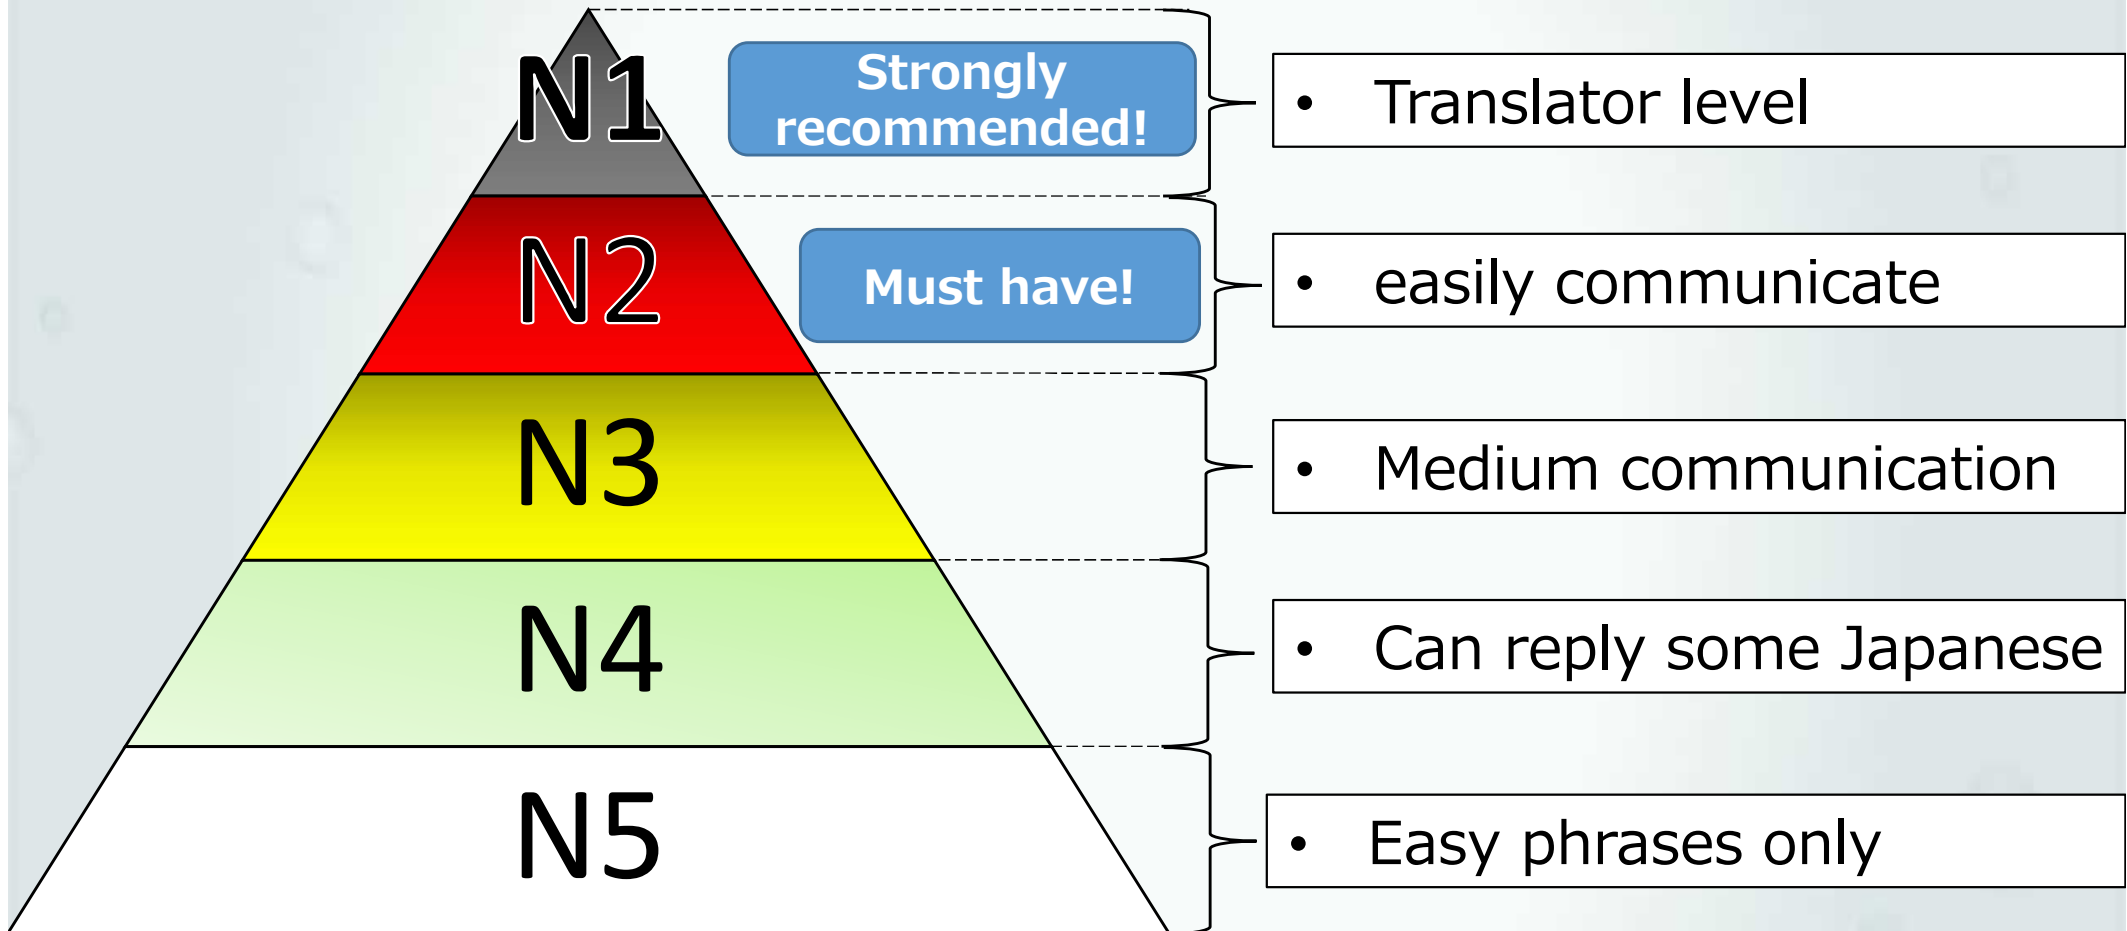 N1
Strongly
recommended!
• Translator level
N2
Must have!
• easily communicate
N3
• Medium communication
N4
• Can reply some Japanese
N5
• Easy phrases only